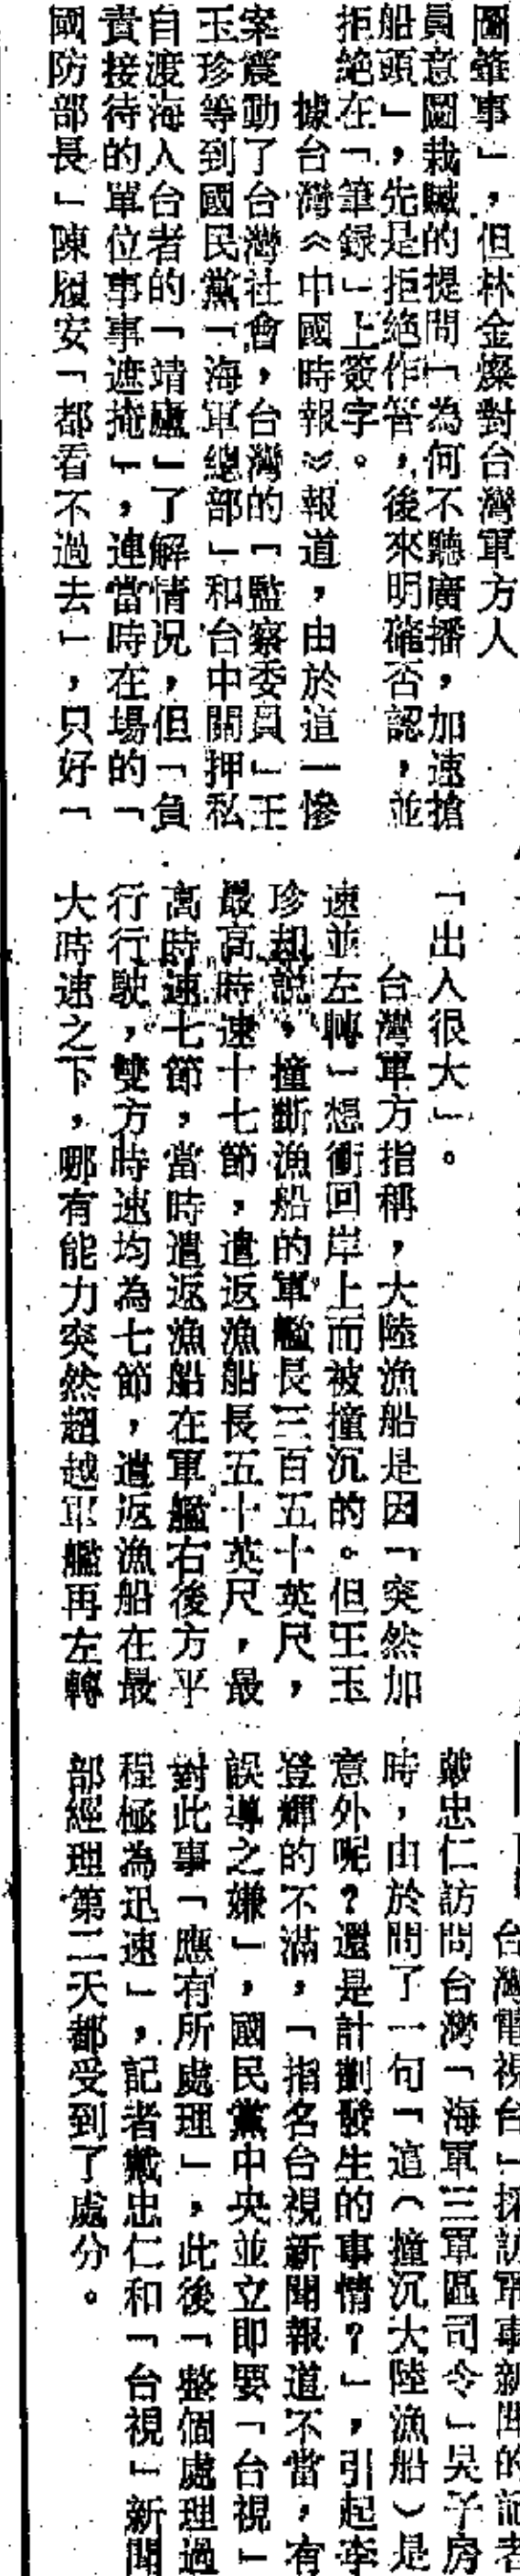 圖肇事」，但林金燦對台灣軍方人
員意圖栽贜的提問「為何不聽廣播，加速搶
船頭」，先是拒絕作答，後來明確否認，並
拒絕在「筆録」上簽字。
據台灣《中國時報》報道，由於這一慘
案震動了台灣社會，台灣的「監察委員」王
玉珍等到國民黨「海軍總部」和台中關押私
自渡海入台者的「靖廬」了解情况，但「負
責接待的單位事事遮掩」，連當時在場的「
國防部長」陳履安「都看不過去」，只好「
「出入很大」。
台灣軍方指稱，大陸漁船是因「突然加
速並左轉」想衝回岸上而被撞沉的。但王玉
珍却說，撞斷漁船的軍艦長三百五十英尺，
最高時速十七節，遣返漁船長五十英尺，最
高時速七節，當時遣返漁船在軍艦右後方平
行行駛，雙方時速均為七節，遣返漁船在最
大時速之下，哪有能力突然超越軍艦再左轉
台灣電視台」採訪軍事新聞的記者
戴忠仁訪問台灣「海軍三軍區司令」吳子房
時，由於問了一句「這（撞沉大陸漁船）是
意外呢？還是計劃發生的事情？」，引起李
登輝的不滿，「指名台視新聞報道不當，有
誤導之嫌」，國民黨中央並立即要「台視」
對此事「應有所處理」，此後「整個處理過
程極為迅速」，記者戴忠仁和「台視」新聞
部經理第二天都受到了處分。